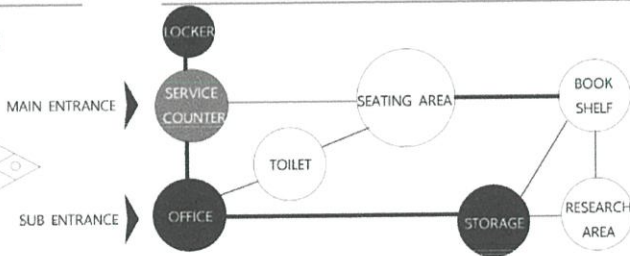 LOCKER
MAIN ENTRANCE
SERVICE
COUNTER
SEATING AREA
BOOK
SHELF
TOILET
SUB ENTRANCE
OFFICE
STORAGE
RESEARCH
AREA